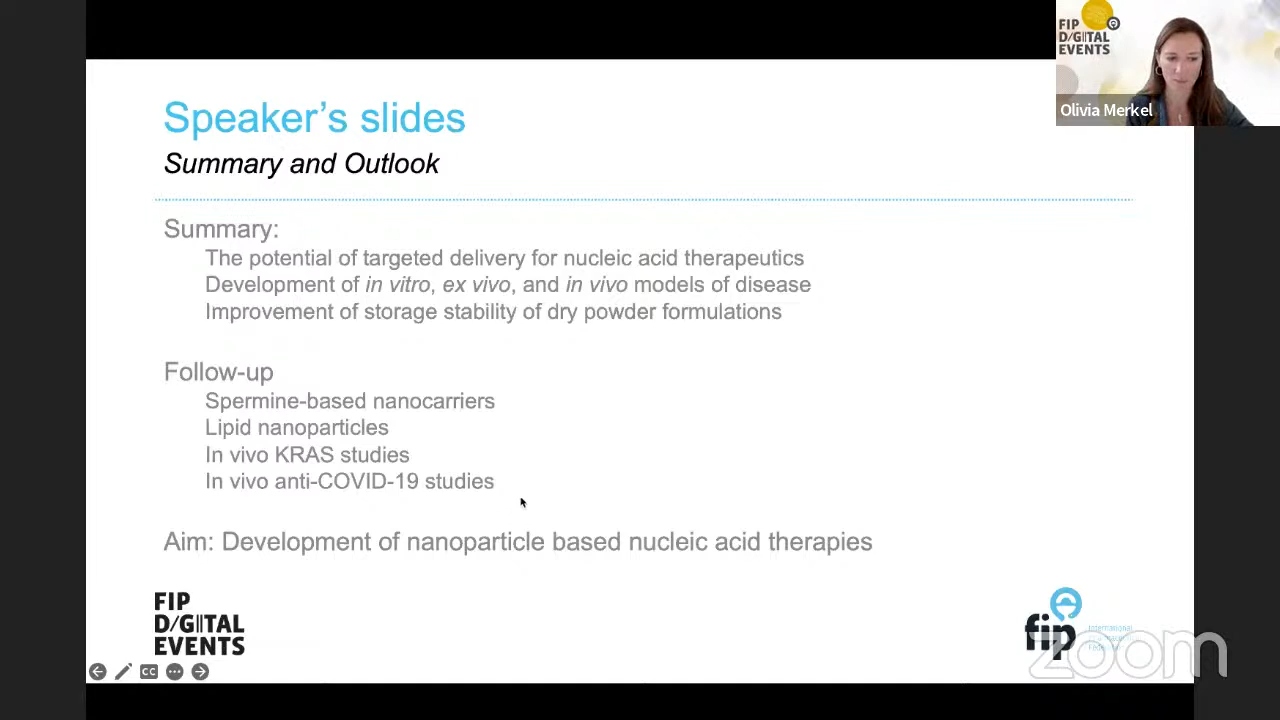 FIP
D/GITAL
EVENTS
Olivia Merkel
Speaker's slides
Summary and Outlook
Summary:
The potential of targeted delivery for nucleic acid therapeutics
Development of in vitro, ex vivo, and in vivo models of disease
Improvement of storage stability of dry powder formulations
Follow-up
Spermine-based nanocarriers
Lipid nanoparticles
In vivo KRAS studies
In vivo anti-COVID-19 studies
Aim: Development of nanoparticle based nucleic acid therapies
FIP
D/GITAL
EVENTS
fip
International
CC
zoom